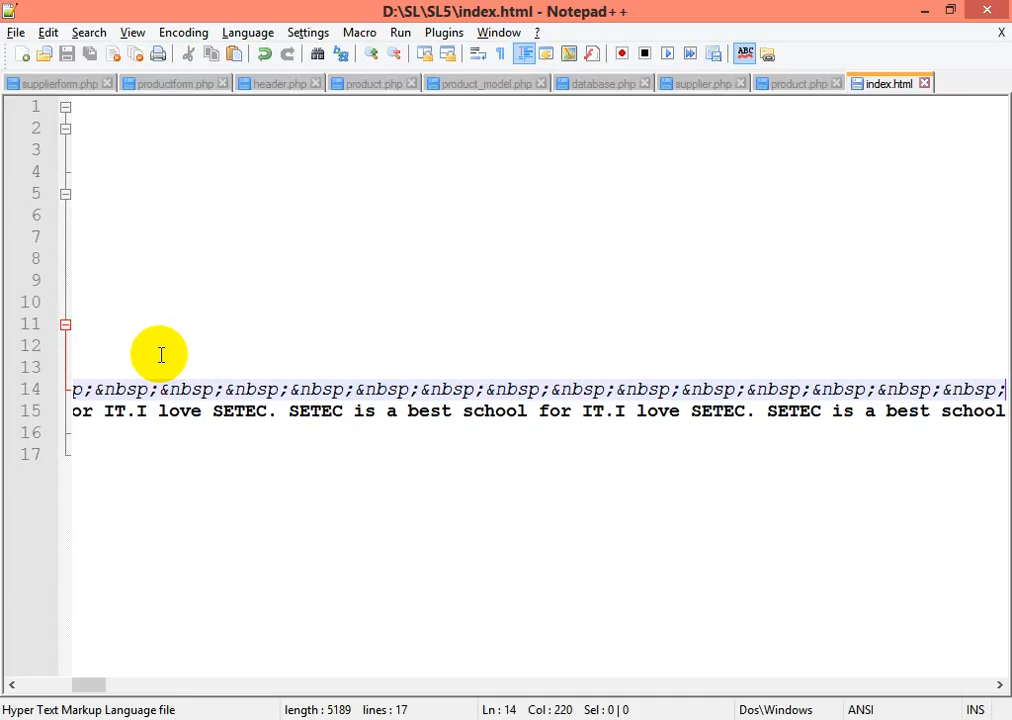 D:\SL\SL5\index.html - Notepad++
File Edit Search View Encoding Language Settings Macro Run Plugins Window ? X
ABC
supplierform.php productform.php header.php product.php product_model.php database.php supplier.php product.php index.html
1
2
3
4
5
6
7
8
9
10
11
12
13
14 p;&nbsp;&nbsp;&nbsp;&nbsp;&nbsp;&nbsp;&nbsp;&nbsp;&nbsp;&nbsp;&nbsp;&nbsp;&nbsp;&nbsp;
15 or IT.I love SETEC. SETEC is a best school for IT.I love SETEC. SETEC is a best school
16
17
Hyper Text Markup Language file length : 5189 lines : 17 Ln : 14 Col : 220 Sel : 0 | 0 Dos\Windows ANSI INS